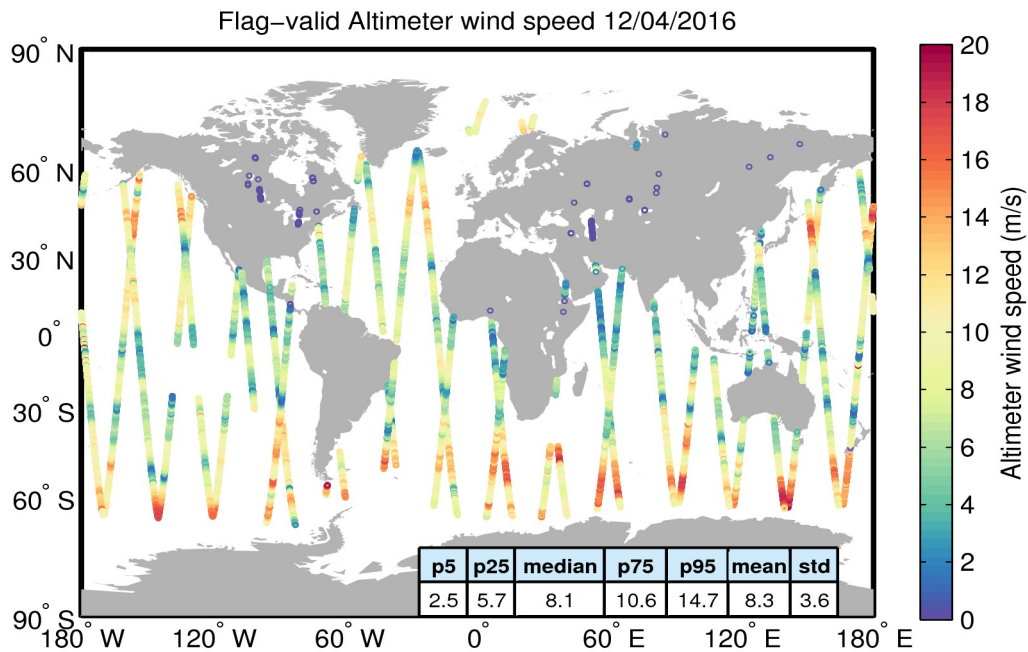 Flag−valid Altimeter wind speed 12/04/2016
90° N
60° N
30° N
0°
30° S
60° S
90° S
180° W
120° W
60° W
0°
60° E
120° E
180° E
p5 p25 median p75 p95 mean std
2.5 5.7 8.1 10.6 14.7 8.3 3.6
20
18
16
14
12
10
8
6
4
2
0
Altimeter wind speed (m/s)